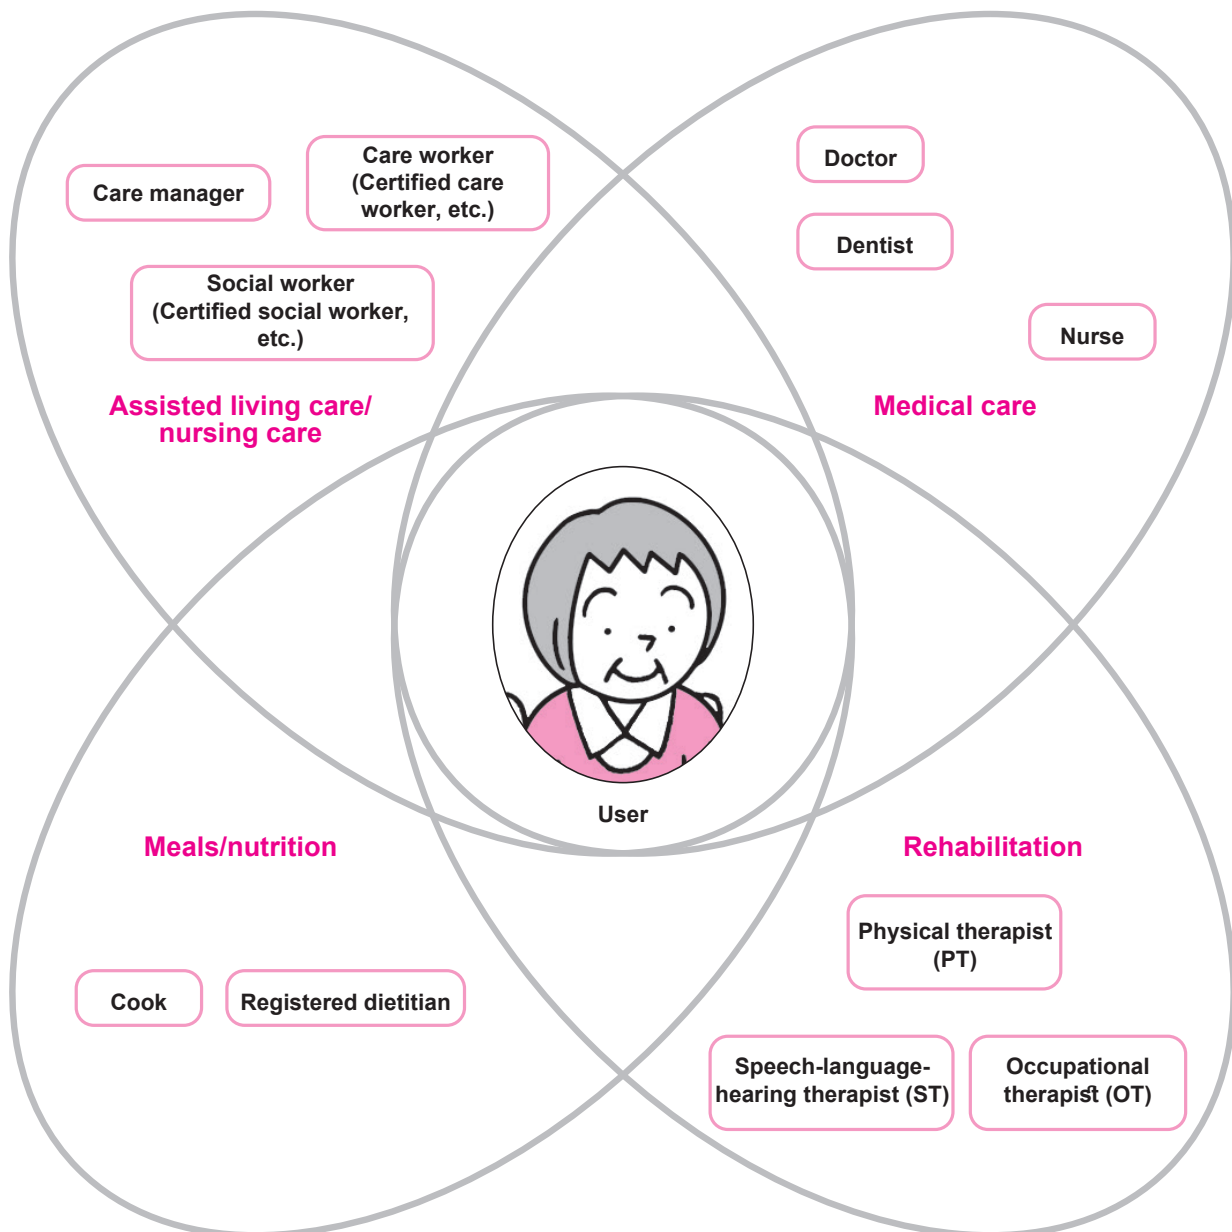 Care manager
Care worker
(Certified care
worker, etc.)
Social worker
(Certified social worker,
etc.)
Assisted living care/
nursing care
Doctor
Dentist
Nurse
Medical care
User
Meals/nutrition
Cook
Registered dietitian
Rehabilitation
Physical therapist
(PT)
Speech-language-
hearing therapist (ST)
Occupational
therapist (OT)